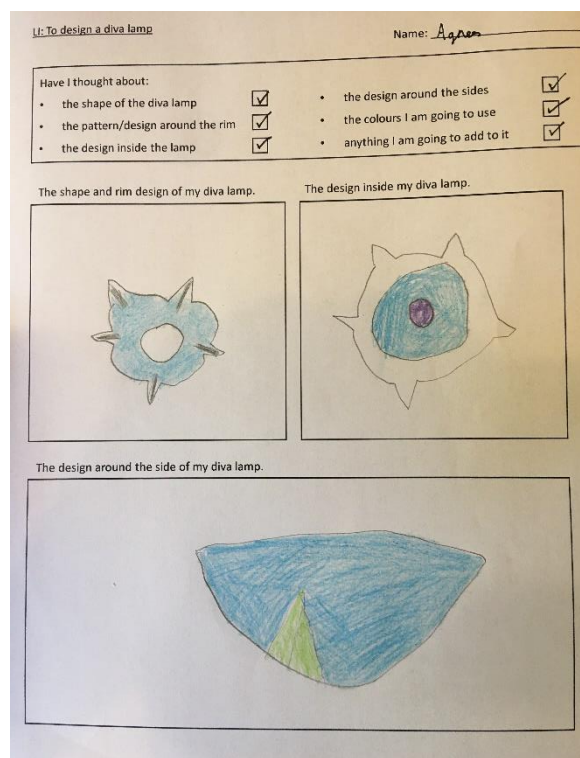 LI: To design a diva lamp
Name: Agnes
Have I thought about:
• the shape of the diva lamp
• the pattern/design around the rim
• the design inside the lamp
• the design around the sides
• the colours I am going to use
• anything I am going to add to it
The shape and rim design of my diva lamp.
The design inside my diva lamp.
The design around the side of my diva lamp.